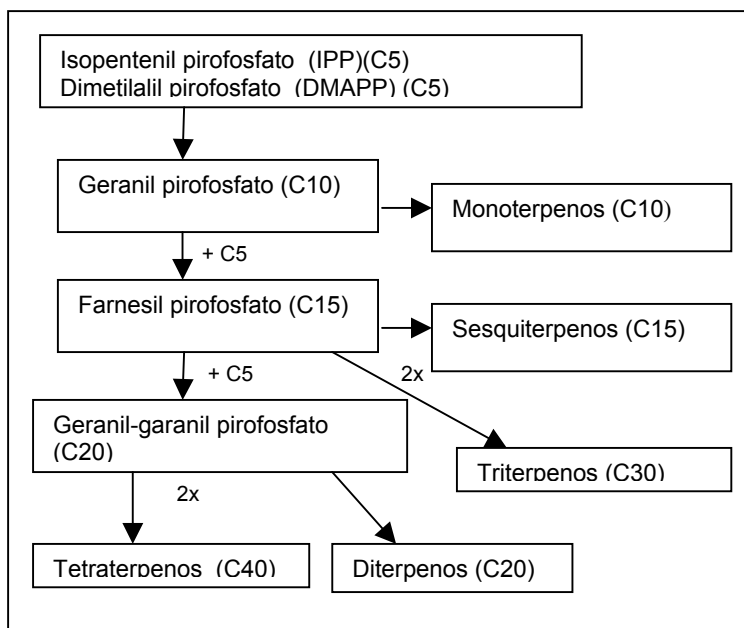 Isopentenil pirofosfato (IPP)(C5)
Dimetilalil pirofosfato (DMAPP) (C5)
Geranil pirofosfato (C10)
Monoterpenos (C10)
+ C5
Farnesil pirofosfato (C15)
Sesquiterpenos (C15)
+ C5
2x
Geranil-garanil pirofosfato
(C20)
Triterpenos (C30)
2x
Tetraterpenos (C40)
Diterpenos (C20)